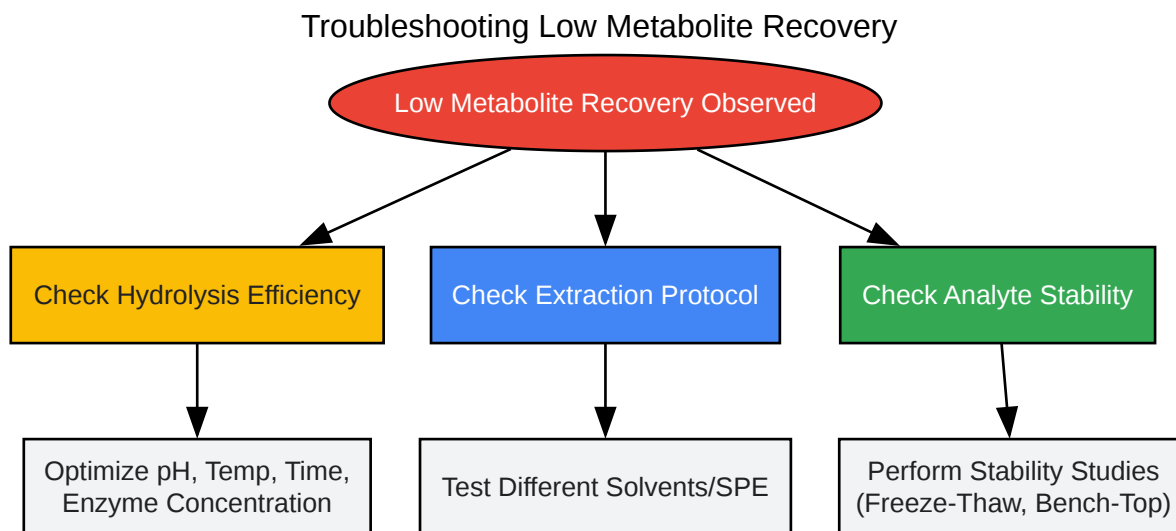 Troubleshooting Low Metabolite Recovery
Low Metabolite Recovery Observed
Check Hydrolysis Efficiency
Check Extraction Protocol
Check Analyte Stability
Optimize pH, Temp, Time,
Enzyme Concentration
Test Different Solvents/SPE
Perform Stability Studies
(Freeze-Thaw, Bench-Top)